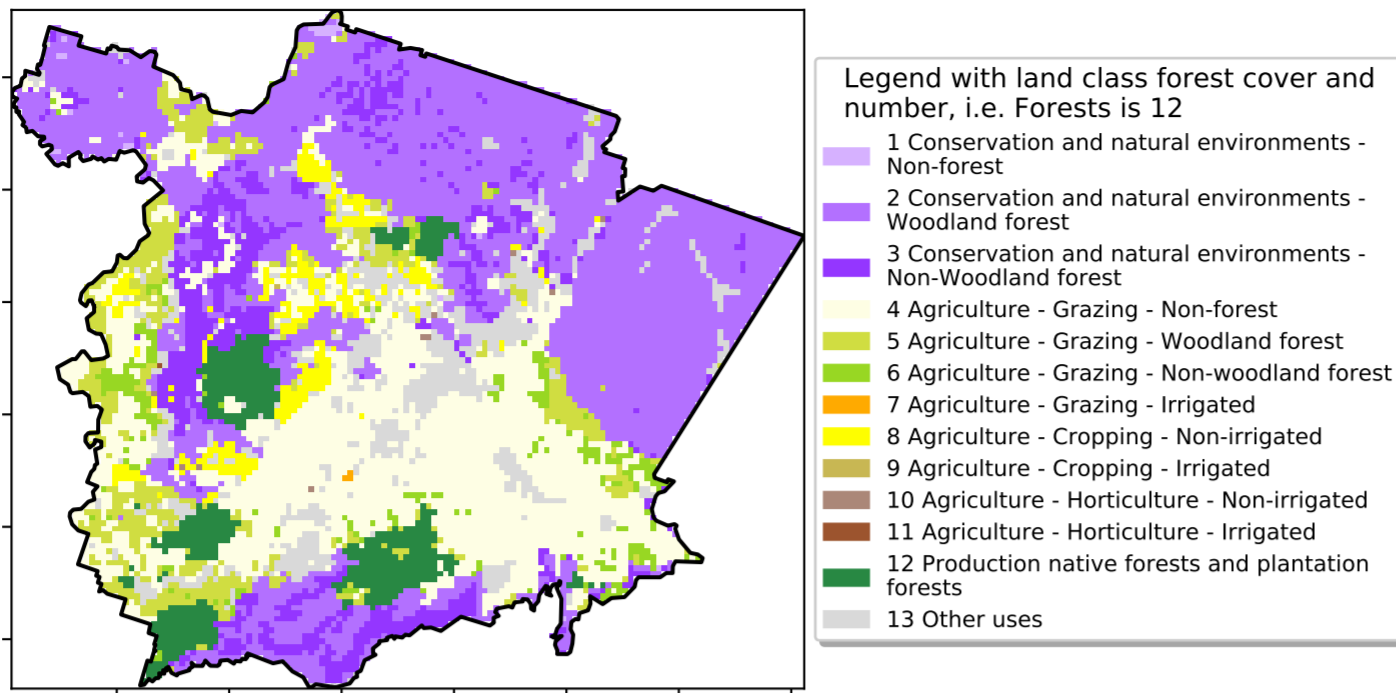 Legend with land class forest cover and
number, i.e. Forests is 12
1 Conservation and natural environments -
Non-forest
2 Conservation and natural environments -
Woodland forest
3 Conservation and natural environments -
Non-Woodland forest
4 Agriculture - Grazing - Non-forest
5 Agriculture - Grazing - Woodland forest
6 Agriculture - Grazing - Non-woodland forest
7 Agriculture - Grazing - Irrigated
8 Agriculture - Cropping - Non-irrigated
9 Agriculture - Cropping - Irrigated
10 Agriculture - Horticulture - Non-irrigated
11 Agriculture - Horticulture - Irrigated
12 Production native forests and plantation
forests
13 Other uses